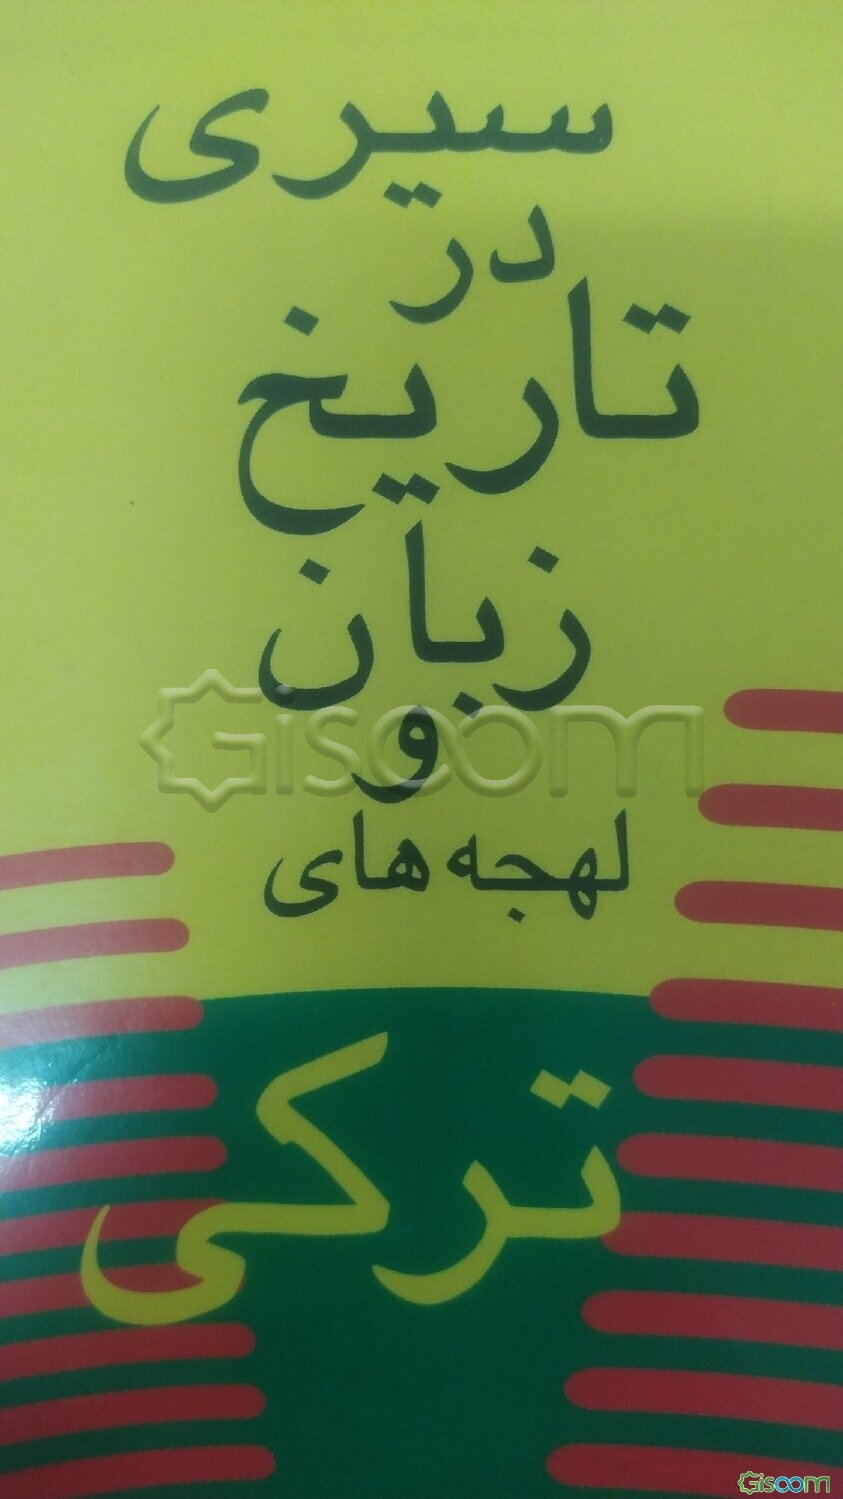 سیری
در
تاریخ
زبان
و
لهجه های
ترکی
Gisoom
Gisoom